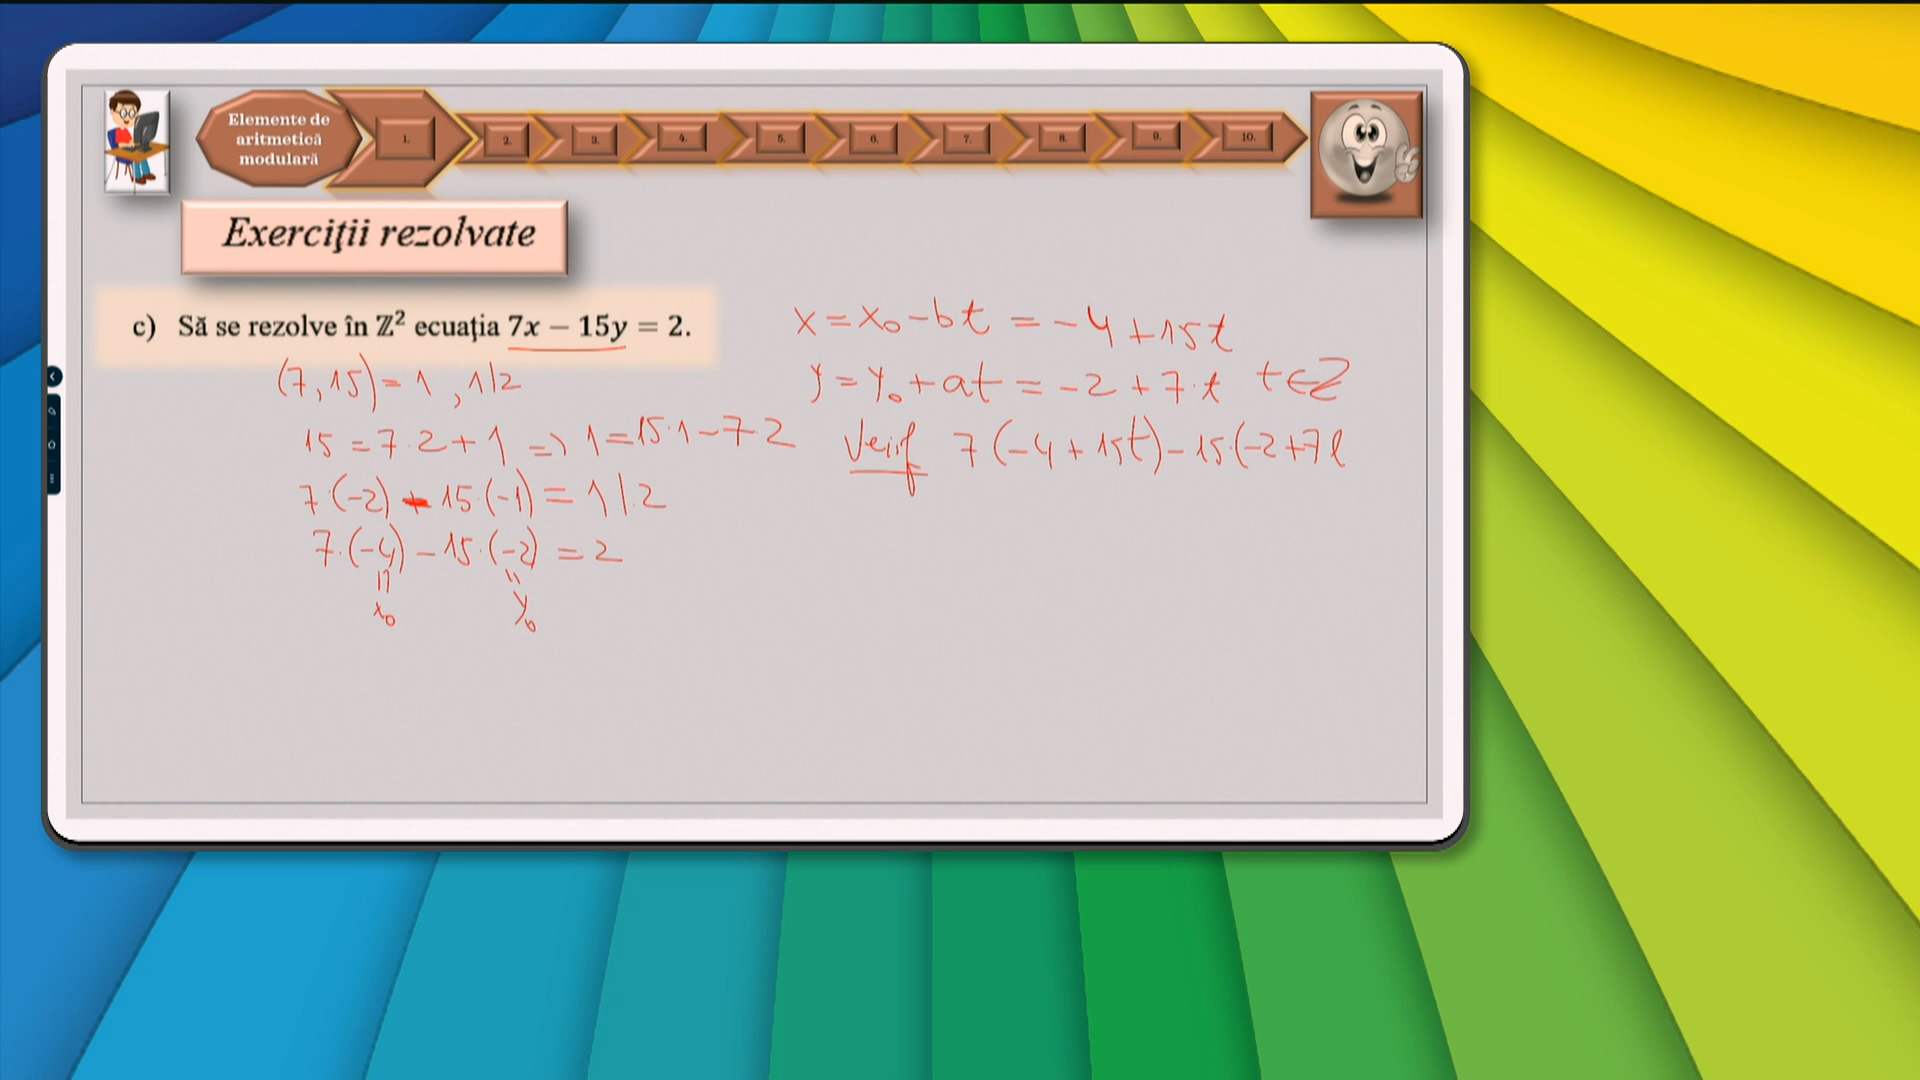 Elemente de
aritmetică
modulară
1.
2.
3.
4.
5.
6.
7.
8.
9.
10.
Exerciţii rezolvate
c) Să se rezolve în ℤ² ecuaţia 7x − 15y = 2.
(7,15)=1 , 1|2
15 = 7·2 + 1 => 1=15·1−7·2
7·(−2) − 15·(−1) = 1 |·2
7·(−4) − 15·(−2) = 2
x₀ y₀
x = x₀ − bt = −4 + 15t
y = y₀ + at = −2 + 7·t t∈Z
Verif 7(−4+15t)−15·(−2+7t